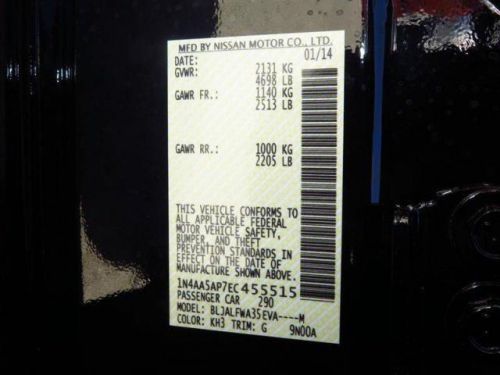 MFD BY NISSAN MOTOR CO., LTD.
DATE: 01/14
GVWR: 2131 KG
4698 LB
GAWR FR.: 1140 KG
2513 LB
GAWR RR.: 1000 KG
2205 LB
THIS VEHICLE CONFORMS TO
ALL APPLICABLE FEDERAL
MOTOR VEHICLE SAFETY,
BUMPER, AND THEFT
PREVENTION STANDARDS IN
EFFECT ON THE DATE OF
MANUFACTURE SHOWN ABOVE.
1N4AA5AP7EC455515
PASSENGER CAR 290
MODEL: BLJALFWA35EVA----M
COLOR: KH3 TRIM: G 9N00A